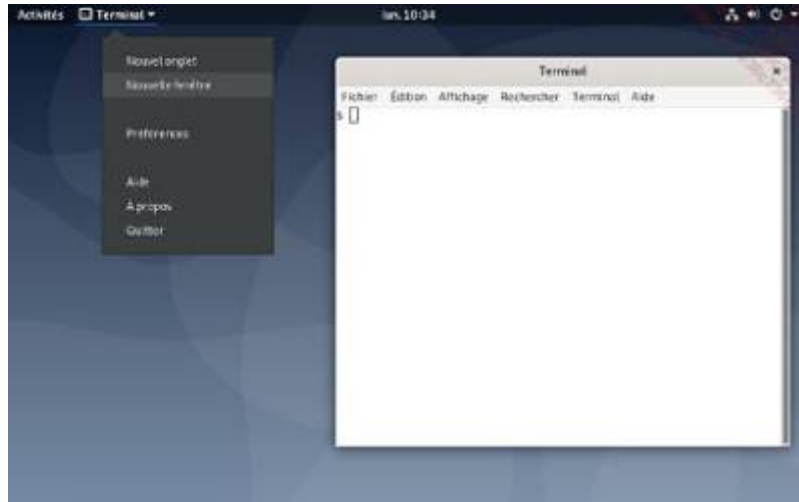 Activités Terminal lun. 10:34
Nouvel onglet
Nouvelle fenêtre
Préférences
Aide
À propos
Quitter
Terminal
Fichier Édition Affichage Rechercher Terminal Aide
$